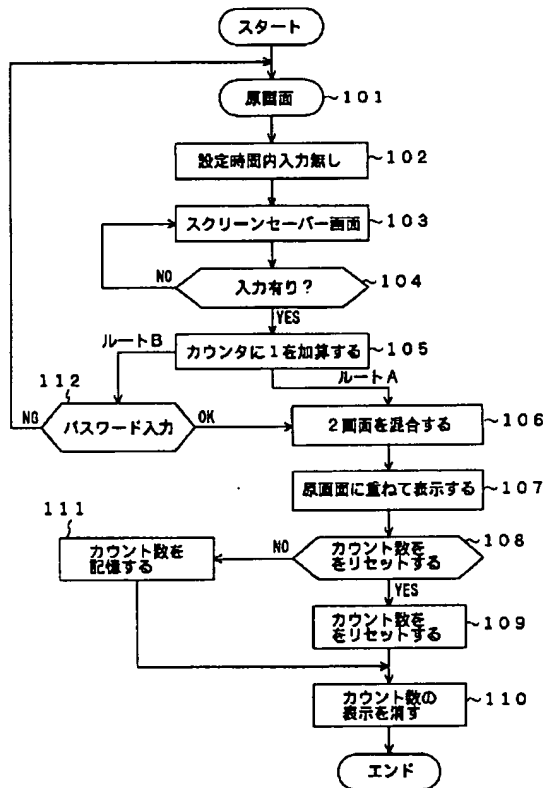 スタート
原画面
101
設定時間内入力無し
102
スクリーンセーバー画面
103
入力有り?
104
NO
YES
カウンタに1を加算する
105
ルートB
ルートA
112
パスワード入力
NG
OK
2画面を混合する
106
原画面に重ねて表示する
107
111
カウント数を
記憶する
NO
カウント数を
をリセットする
108
YES
カウント数を
をリセットする
109
カウント数の
表示を消す
110
エンド